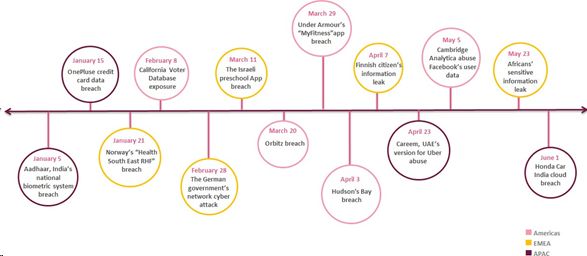 January 5
Aadhaar, India's
national
biometric system
breach
January 15
OnePluse credit
card data
breach
January 21
Norway's "Health
South East RHF"
breach
February 8
California Voter
Database
exposure
February 28
The German
government's
network cyber
attack
March 11
The Israeli
preschool App
breach
March 20
Orbitz breach
March 29
Under Armour's
"MyFitness"app
breach
April 3
Hudson's Bay
breach
April 7
Finnish citizen's
information
leak
April 23
Careem, UAE's
version for Uber
abuse
May 5
Cambridge
Analytica abuse
Facebook's user
data
May 23
Africans'
sensitive
information
leak
June 1
Honda Car
India cloud
breach
Americas
EMEA
APAC